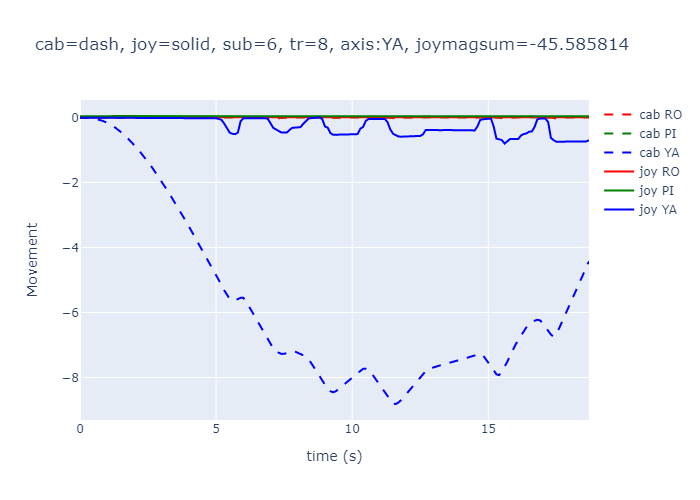 cab=dash, joy=solid, sub=6, tr=8, axis:YA, joymagsum=-45.585814
0
−2
−4
−6
−8
Movement
0
5
10
15
time (s)
cab RO
cab PI
cab YA
joy RO
joy PI
joy YA